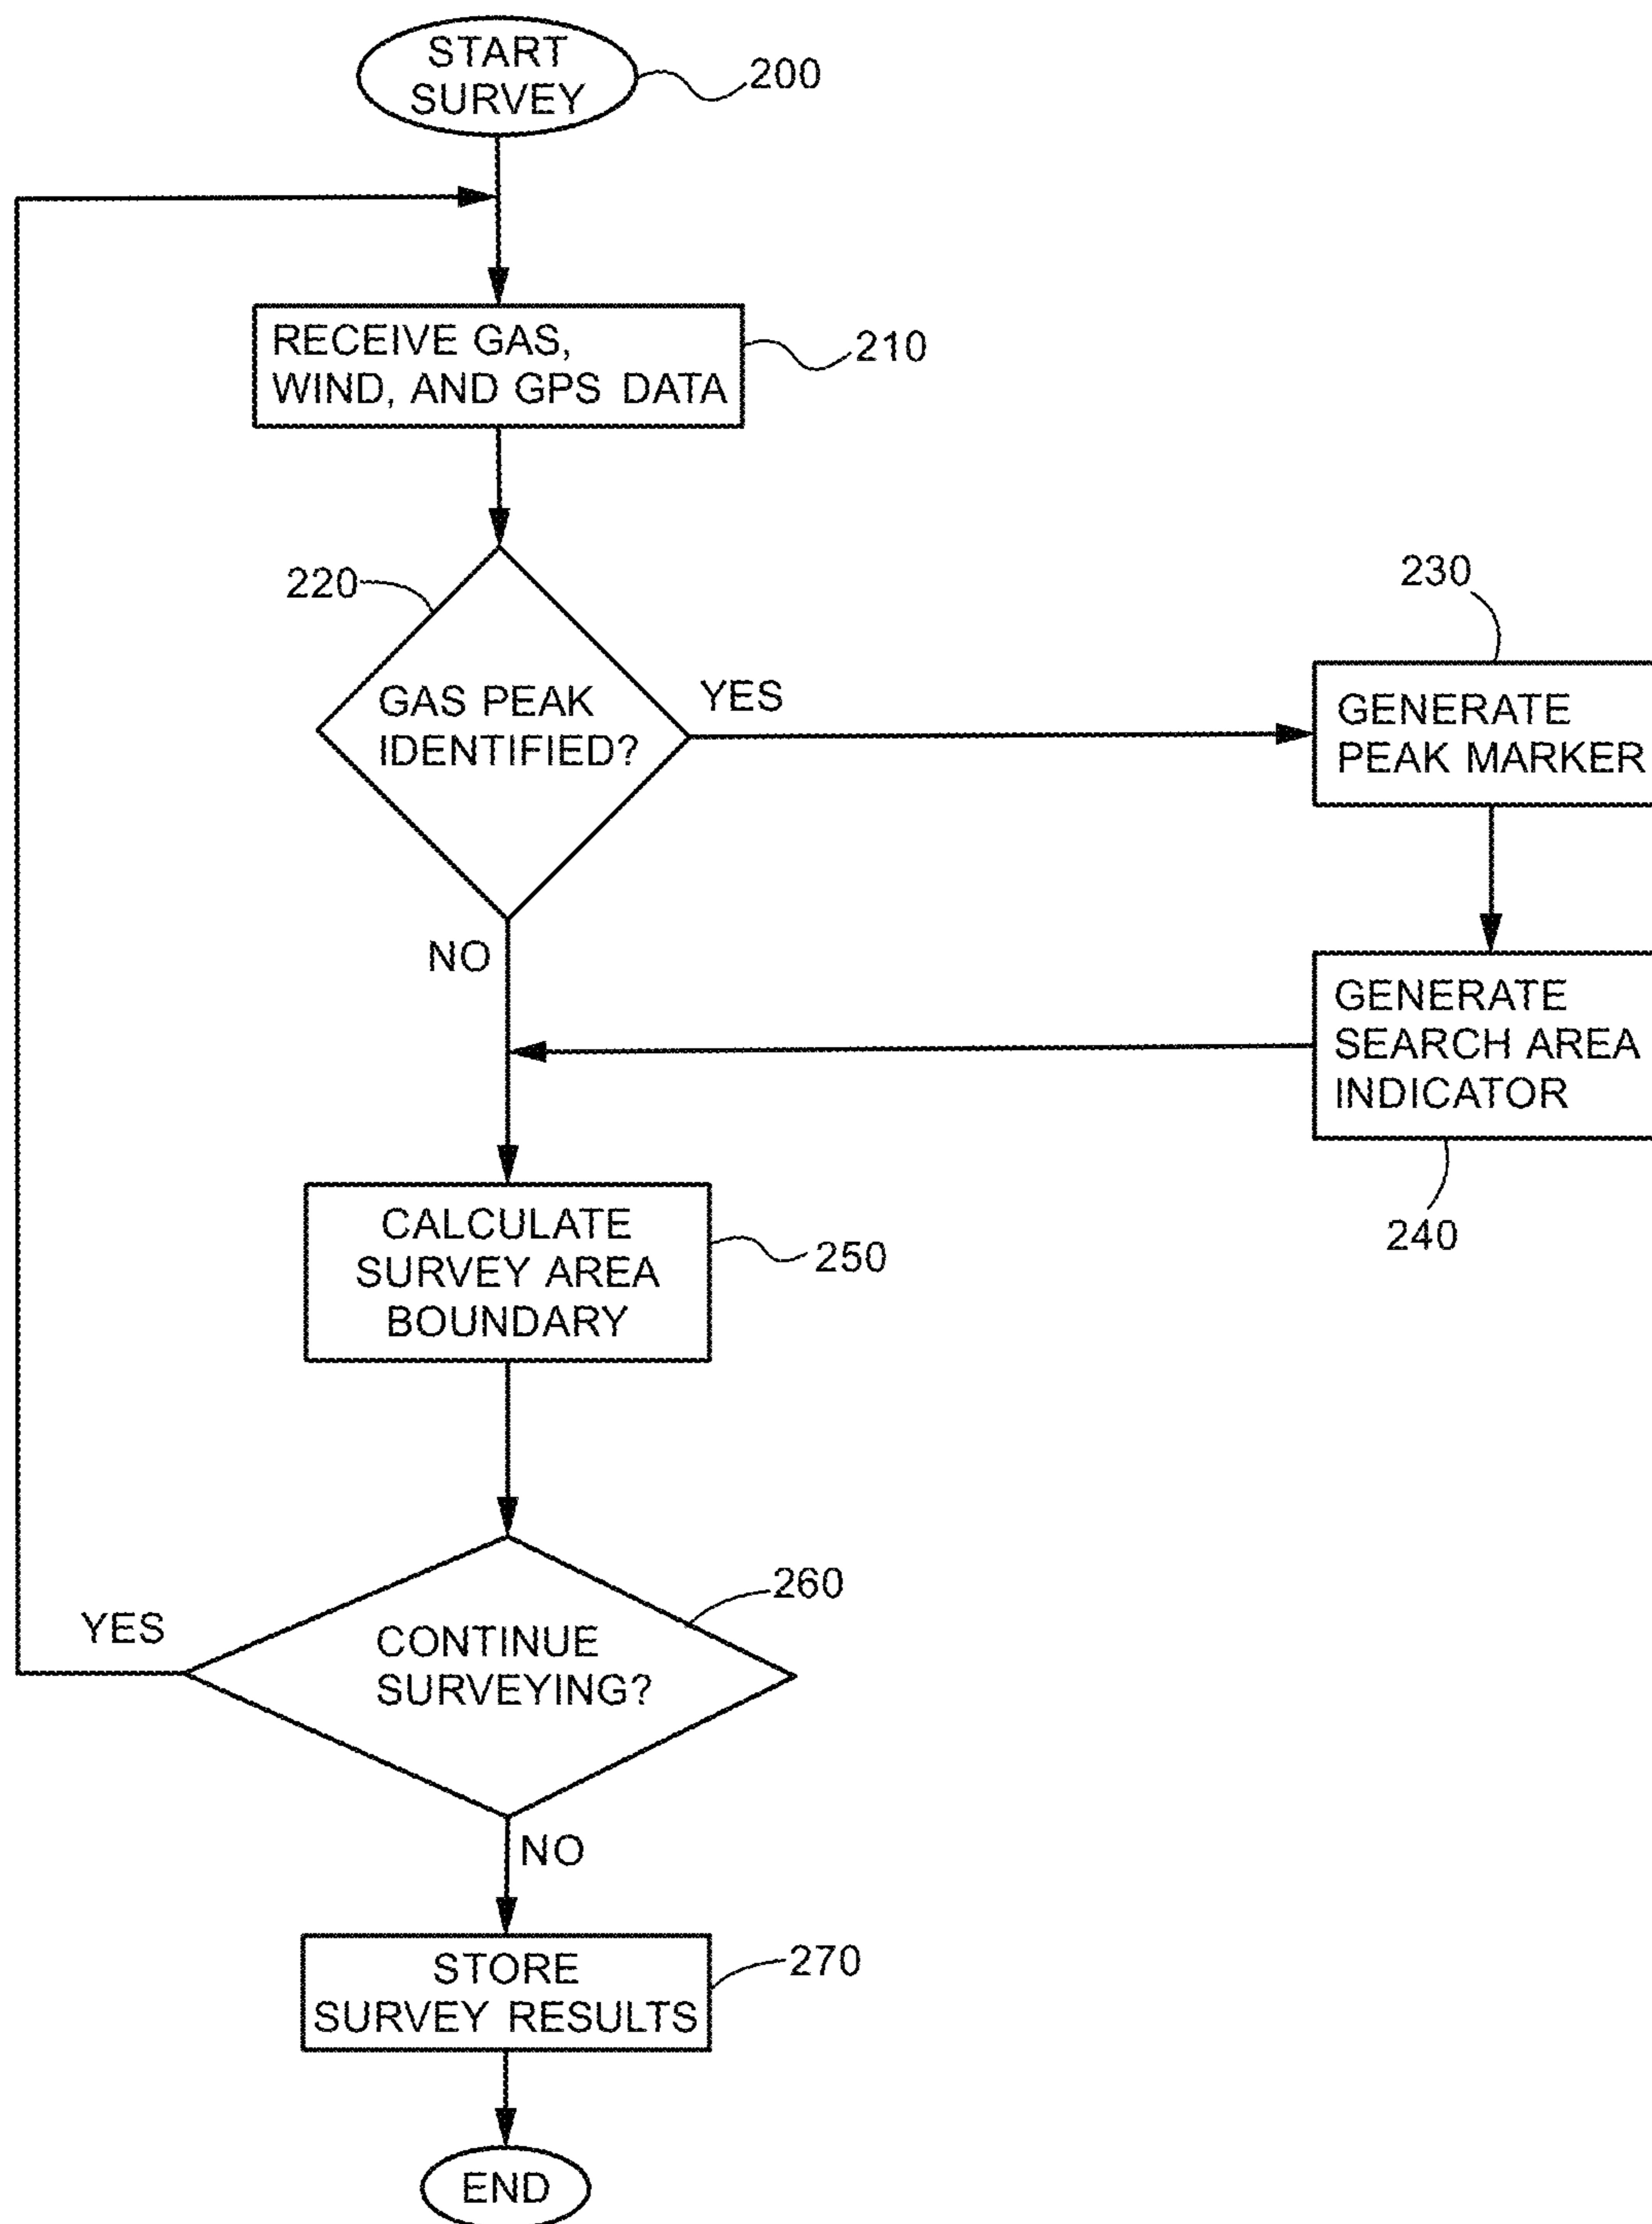 START
SURVEY
200
RECEIVE GAS,
WIND, AND GPS DATA
210
220
GAS PEAK
IDENTIFIED?
YES
230
GENERATE
PEAK MARKER
NO
GENERATE
SEARCH AREA
INDICATOR
240
CALCULATE
SURVEY AREA
BOUNDARY
250
260
YES
CONTINUE
SURVEYING?
NO
STORE
SURVEY RESULTS
270
END